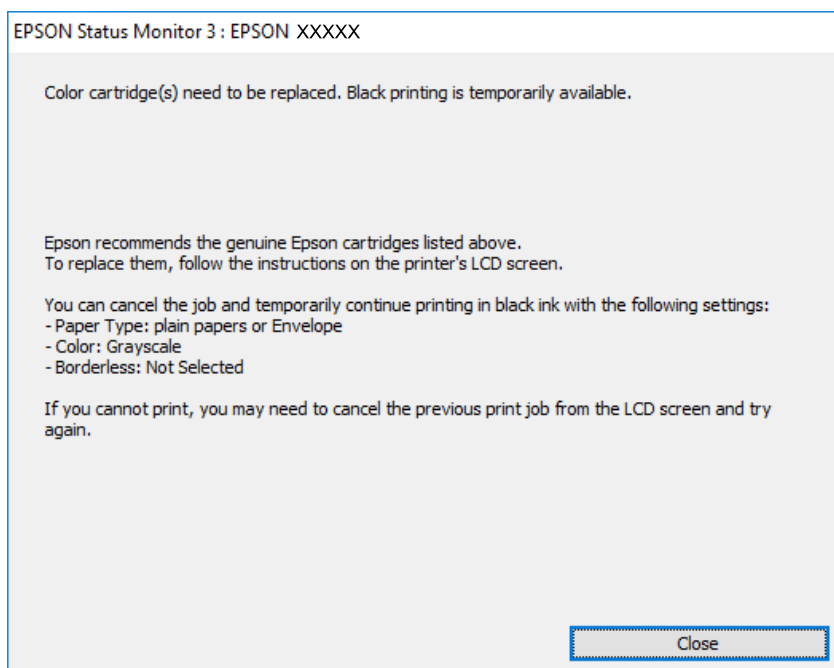 EPSON Status Monitor 3 : EPSON XXXXX
Color cartridge(s) need to be replaced. Black printing is temporarily available.
Epson recommends the genuine Epson cartridges listed above.
To replace them, follow the instructions on the printer's LCD screen.
You can cancel the job and temporarily continue printing in black ink with the following settings:
- Paper Type: plain papers or Envelope
- Color: Grayscale
- Borderless: Not Selected
If you cannot print, you may need to cancel the previous print job from the LCD screen and try
again.
Close